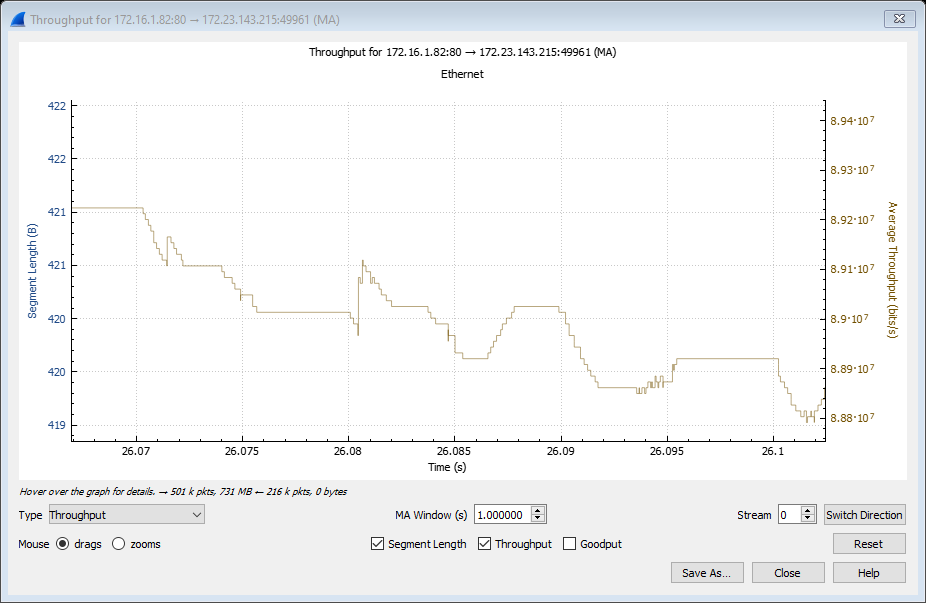 Throughput for 172.16.1.82:80 → 172.23.143.215:49961 (MA)
Throughput for 172.16.1.82:80 → 172.23.143.215:49961 (MA)
Ethernet
Segment Length (B)
422
422
421
421
420
420
419
8.94·10⁷
8.93·10⁷
8.92·10⁷
8.91·10⁷
8.9·10⁷
8.89·10⁷
8.88·10⁷
Average Throughput (bits/s)
26.07 26.075 26.08 26.085 26.09 26.095 26.1
Time (s)
Hover over the graph for details. → 501 k pkts, 731 MB ← 216 k pkts, 0 bytes
Type Throughput MA Window (s) 1.000000 Stream 0 Switch Direction
Mouse drags zooms Segment Length Throughput Goodput Reset
Save As... Close Help